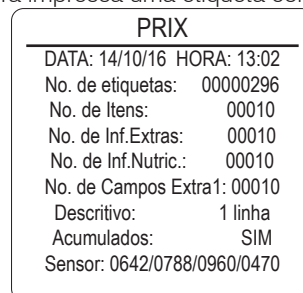 PRIX
DATA: 14/10/16 HORA: 13:02
No. de etiquetas: 00000296
No. de Itens: 00010
No. de Inf.Extras: 00010
No. de Inf.Nutric.: 00010
No. de Campos Extra1: 00010
Descritivo: 1 linha
Acumulados: SIM
Sensor: 0642/0788/0960/0470